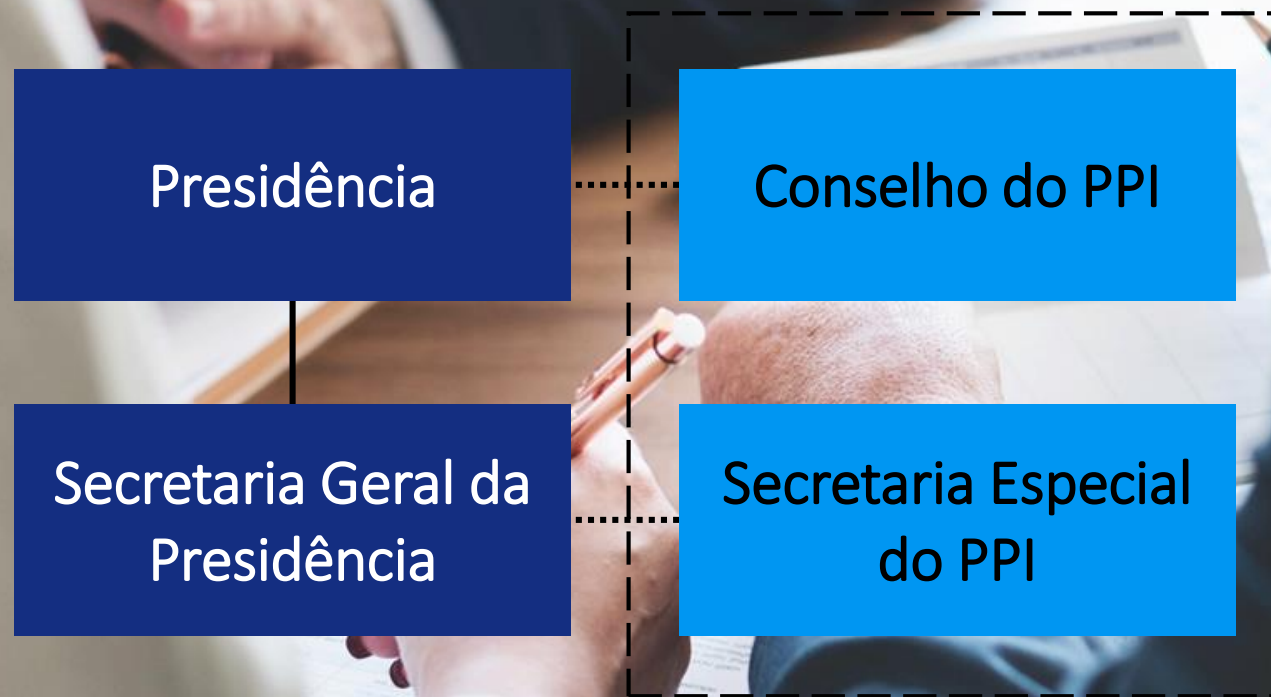 Presidência
Conselho do PPI
Secretaria Geral da
Presidência
Secretaria Especial
do PPI